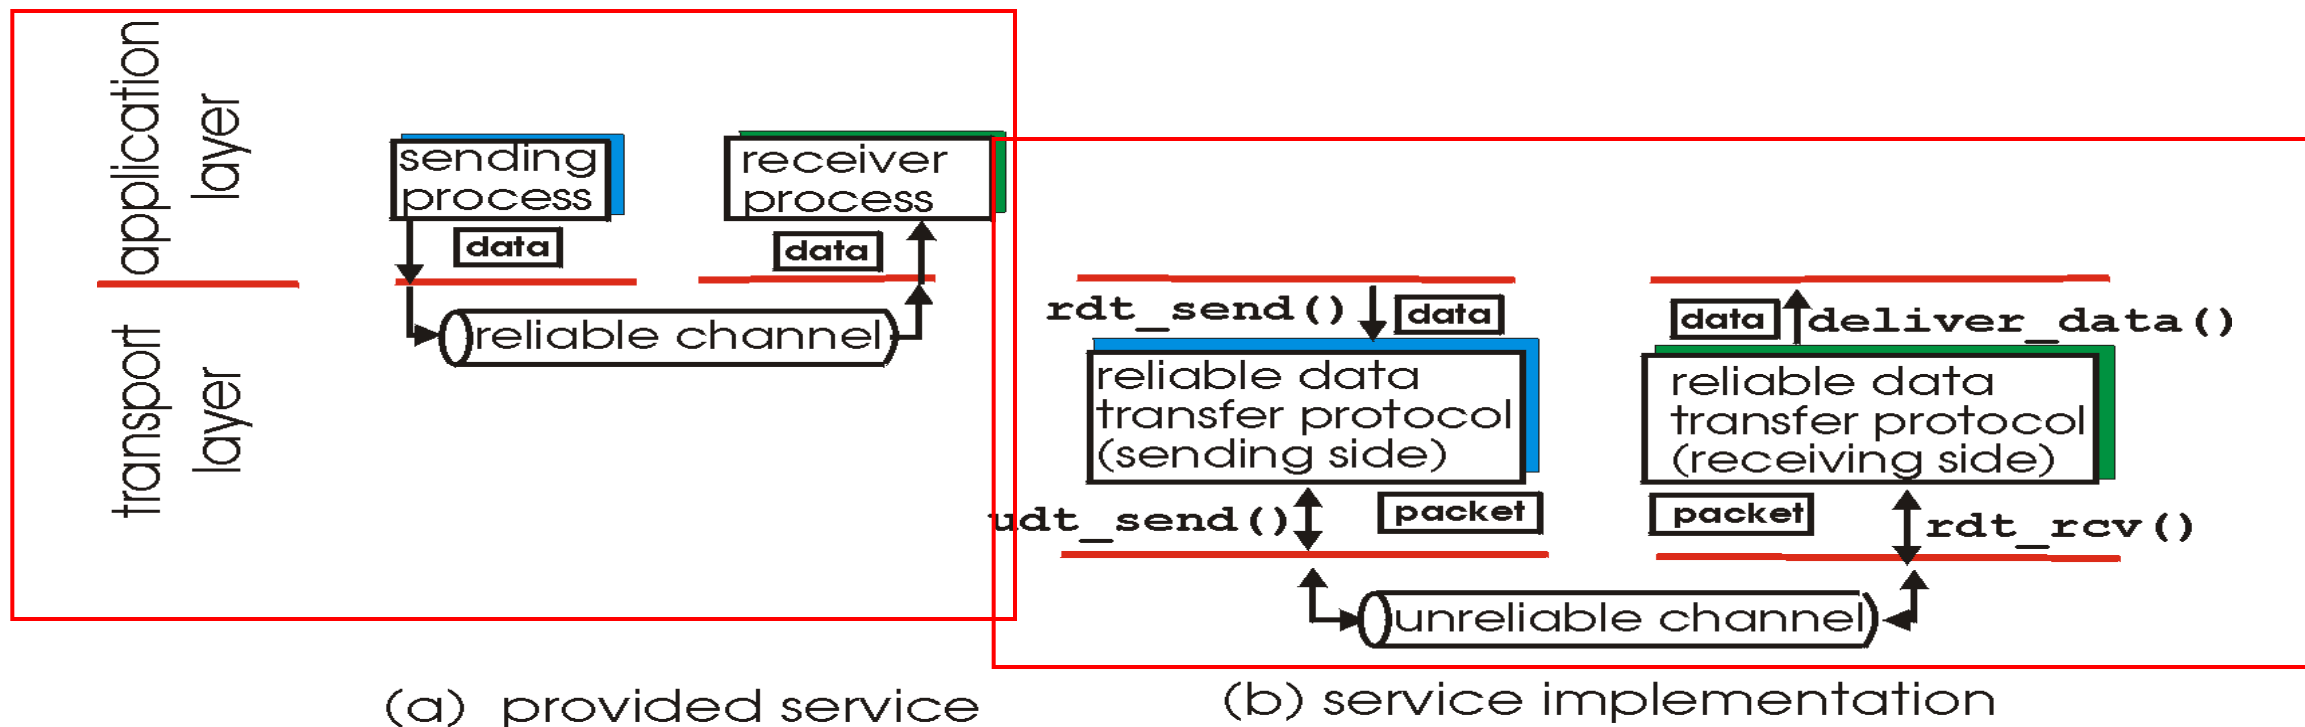 application
layer
transport
layer
sending
process
receiver
process
data
data
reliable channel
(a) provided service
rdt_send()
data
data
deliver_data()
reliable data
transfer protocol
(sending side)
reliable data
transfer protocol
(receiving side)
udt_send()
packet
packet
rdt_rcv()
unreliable channel
(b) service implementation